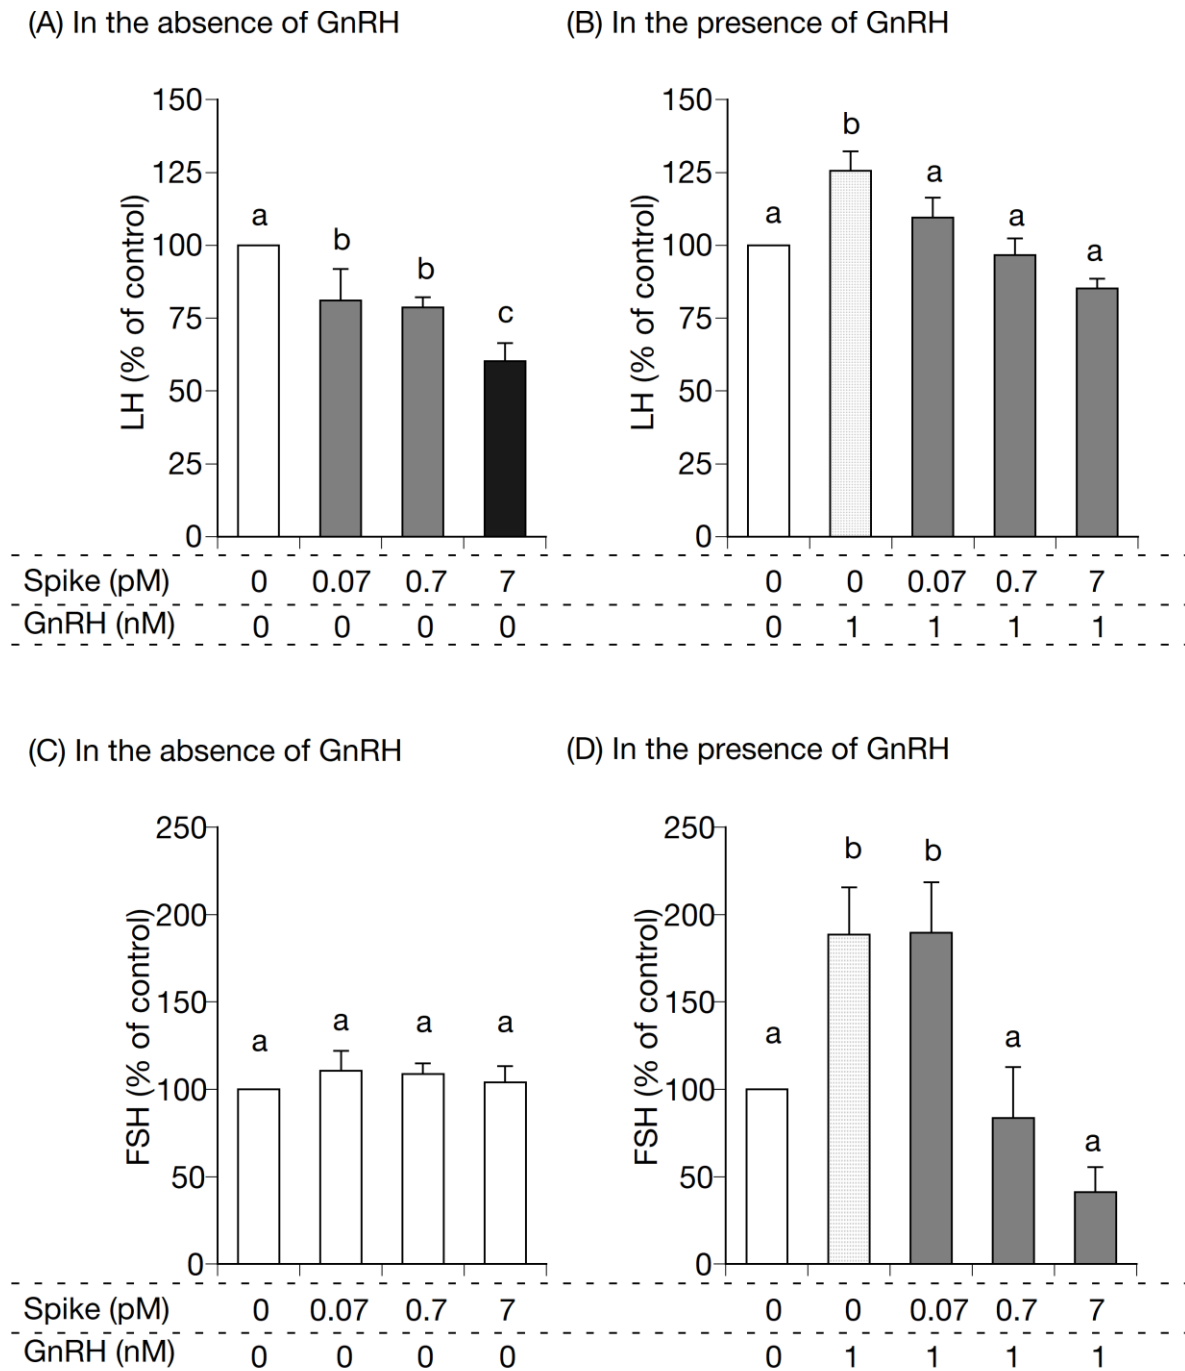 (A) In the absence of GnRH
(B) In the presence of GnRH
LH (% of control)
150
125
100
75
50
25
0
a
b
b
c
LH (% of control)
150
125
100
75
50
25
0
a
b
a
a
a
Spike (pM) 0 0.07 0.7 7 0 0 0.07 0.7 7
GnRH (nM) 0 0 0 0 0 1 1 1 1
(C) In the absence of GnRH
(D) In the presence of GnRH
FSH (% of control)
250
200
150
100
50
0
a
a
a
a
FSH (% of control)
250
200
150
100
50
0
a
b
b
a
a
Spike (pM) 0 0.07 0.7 7 0 0 0.07 0.7 7
GnRH (nM) 0 0 0 0 0 1 1 1 1